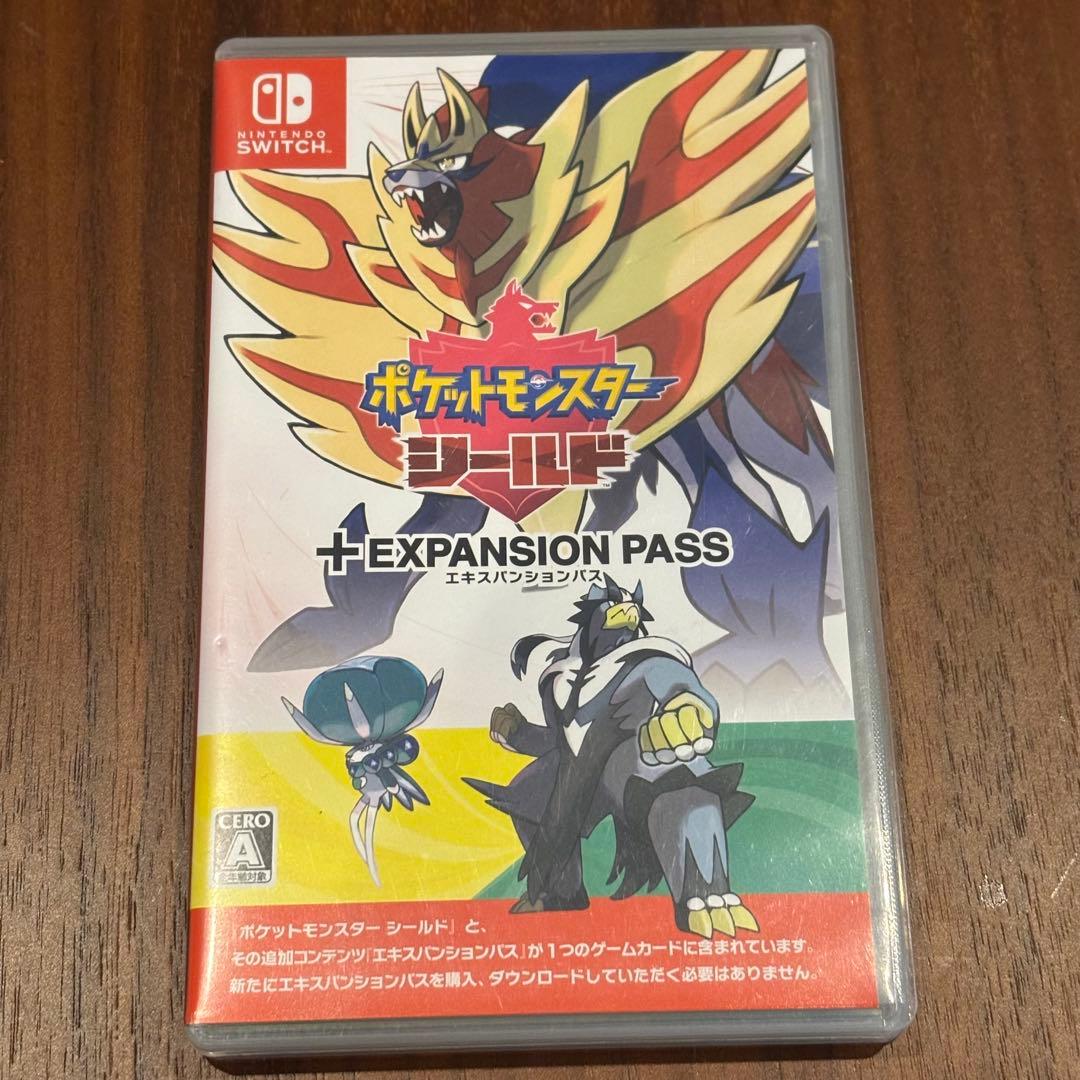 NINTENDO
SWITCH™
ポケットモンスター
シールド™
+EXPANSION PASS
エキスパンションパス
CERO
A
全年齢対象
『ポケットモンスター シールド』と、
その追加コンテンツ『エキスパンションパス』が1つのゲームカードに含まれています。
新たにエキスパンションパスを購入、ダウンロードしていただく必要はありません。